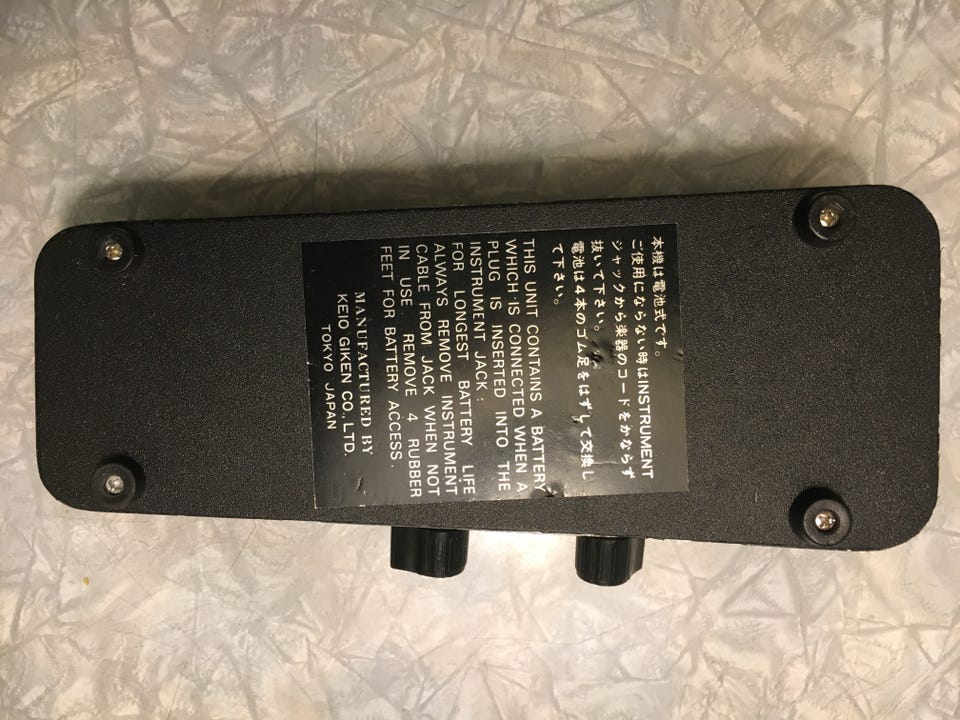 本機は電池式です。
ご使用にならない時はINSTRUMENT
ジャックから楽器のコードをかならず
抜いて下さい。
電池は4本のゴム足をはずして交換し
て下さい。
THIS UNIT CONTAINS A BATTERY
WHICH IS CONNECTED WHEN A
PLUG IS INSERTED INTO THE
INSTRUMENT JACK:
FOR LONGEST BATTERY LIFE
ALWAYS REMOVE INSTRUMENT
CABLE FROM JACK WHEN NOT
IN USE. REMOVE 4 RUBBER
FEET FOR BATTERY ACCESS.
MANUFACTURED BY
KEIO GIKEN CO., LTD.
TOKYO JAPAN